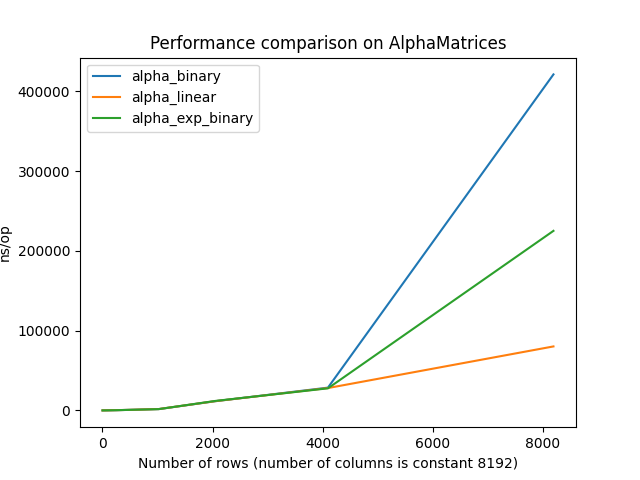 Performance comparison on AlphaMatrices
alpha_binary
alpha_linear
alpha_exp_binary
400000
300000
200000
100000
0
ns/op
0 2000 4000 6000 8000
Number of rows (number of columns is constant 8192)